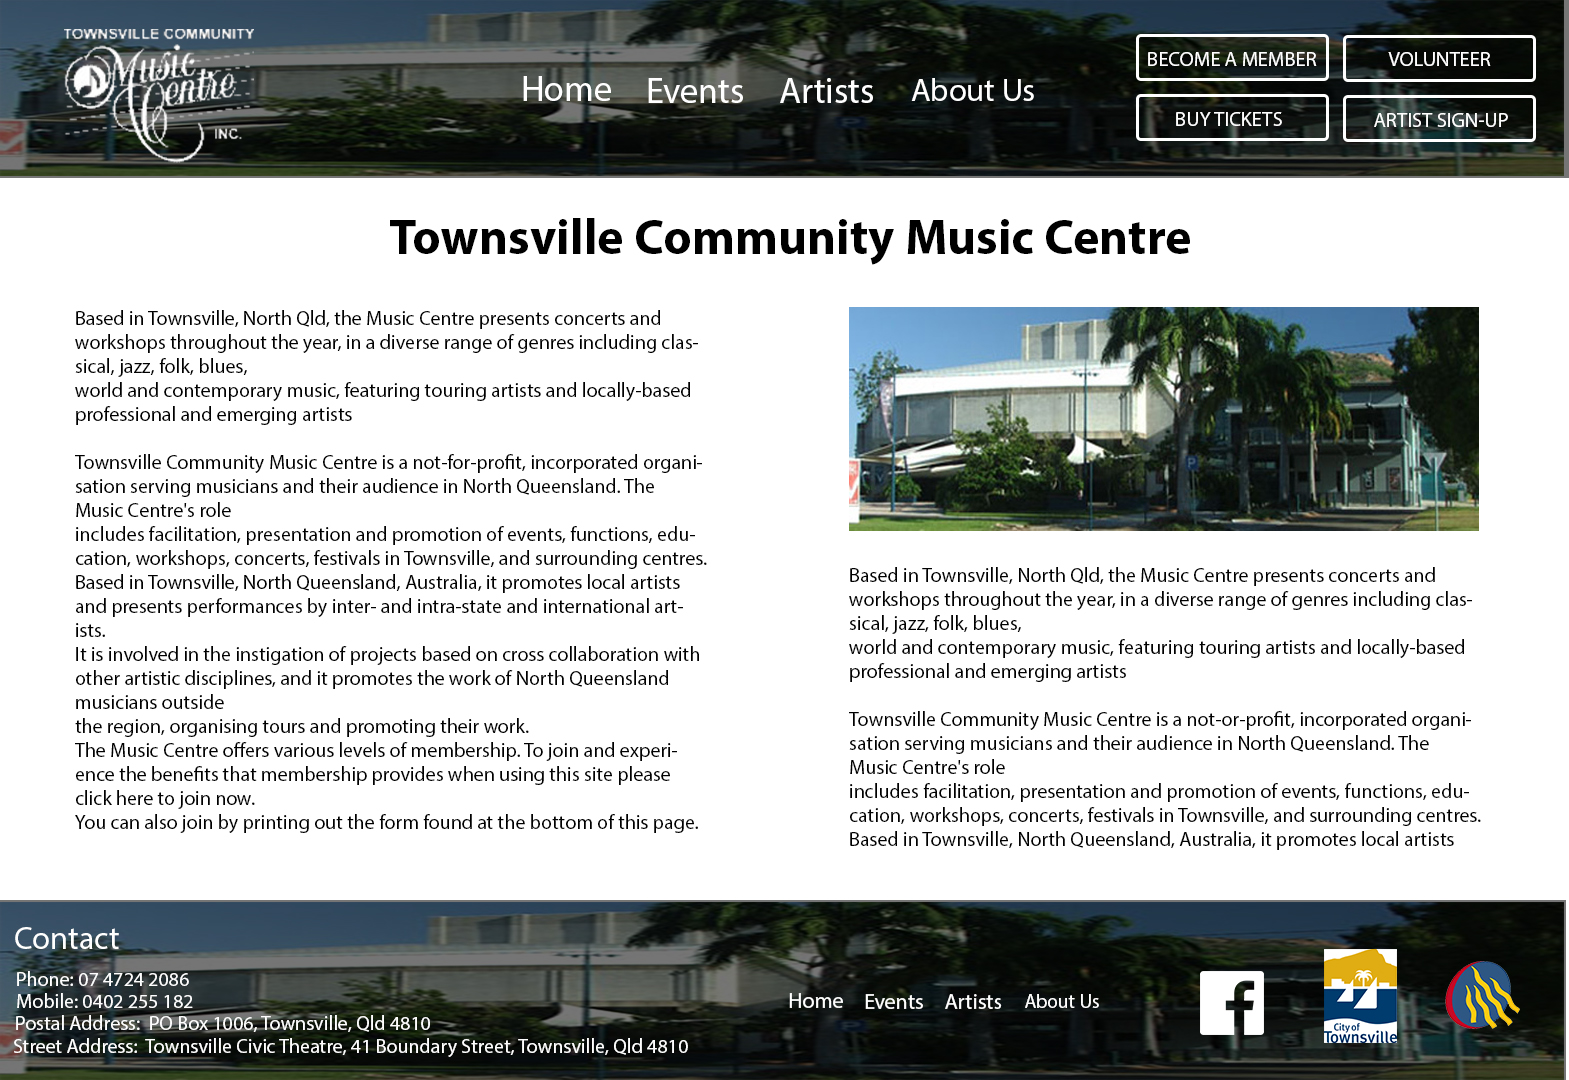 TOWNSVILLE COMMUNITY
Music
Centre
INC.
Home Events Artists About Us
BECOME A MEMBER
VOLUNTEER
BUY TICKETS
ARTIST SIGN-UP
Townsville Community Music Centre
Based in Townsville, North Qld, the Music Centre presents concerts and
workshops throughout the year, in a diverse range of genres including clas-
sical, jazz, folk, blues,
world and contemporary music, featuring touring artists and locally-based
professional and emerging artists
Townsville Community Music Centre is a not-for-profit, incorporated organi-
sation serving musicians and their audience in North Queensland. The
Music Centre's role
includes facilitation, presentation and promotion of events, functions, edu-
cation, workshops, concerts, festivals in Townsville, and surrounding centres.
Based in Townsville, North Queensland, Australia, it promotes local artists
and presents performances by inter- and intra-state and international art-
ists.
It is involved in the instigation of projects based on cross collaboration with
other artistic disciplines, and it promotes the work of North Queensland
musicians outside
the region, organising tours and promoting their work.
The Music Centre offers various levels of membership. To join and experi-
ence the benefits that membership provides when using this site please
click here to join now.
You can also join by printing out the form found at the bottom of this page.
Based in Townsville, North Qld, the Music Centre presents concerts and
workshops throughout the year, in a diverse range of genres including clas-
sical, jazz, folk, blues,
world and contemporary music, featuring touring artists and locally-based
professional and emerging artists
Townsville Community Music Centre is a not-or-profit, incorporated organi-
sation serving musicians and their audience in North Queensland. The
Music Centre's role
includes facilitation, presentation and promotion of events, functions, edu-
cation, workshops, concerts, festivals in Townsville, and surrounding centres.
Based in Townsville, North Queensland, Australia, it promotes local artists
Contact
Phone: 07 4724 2086
Mobile: 0402 255 182
Postal Address: PO Box 1006, Townsville, Qld 4810
Street Address: Townsville Civic Theatre, 41 Boundary Street, Townsville, Qld 4810
Home Events Artists About Us
f
City of
Townsville